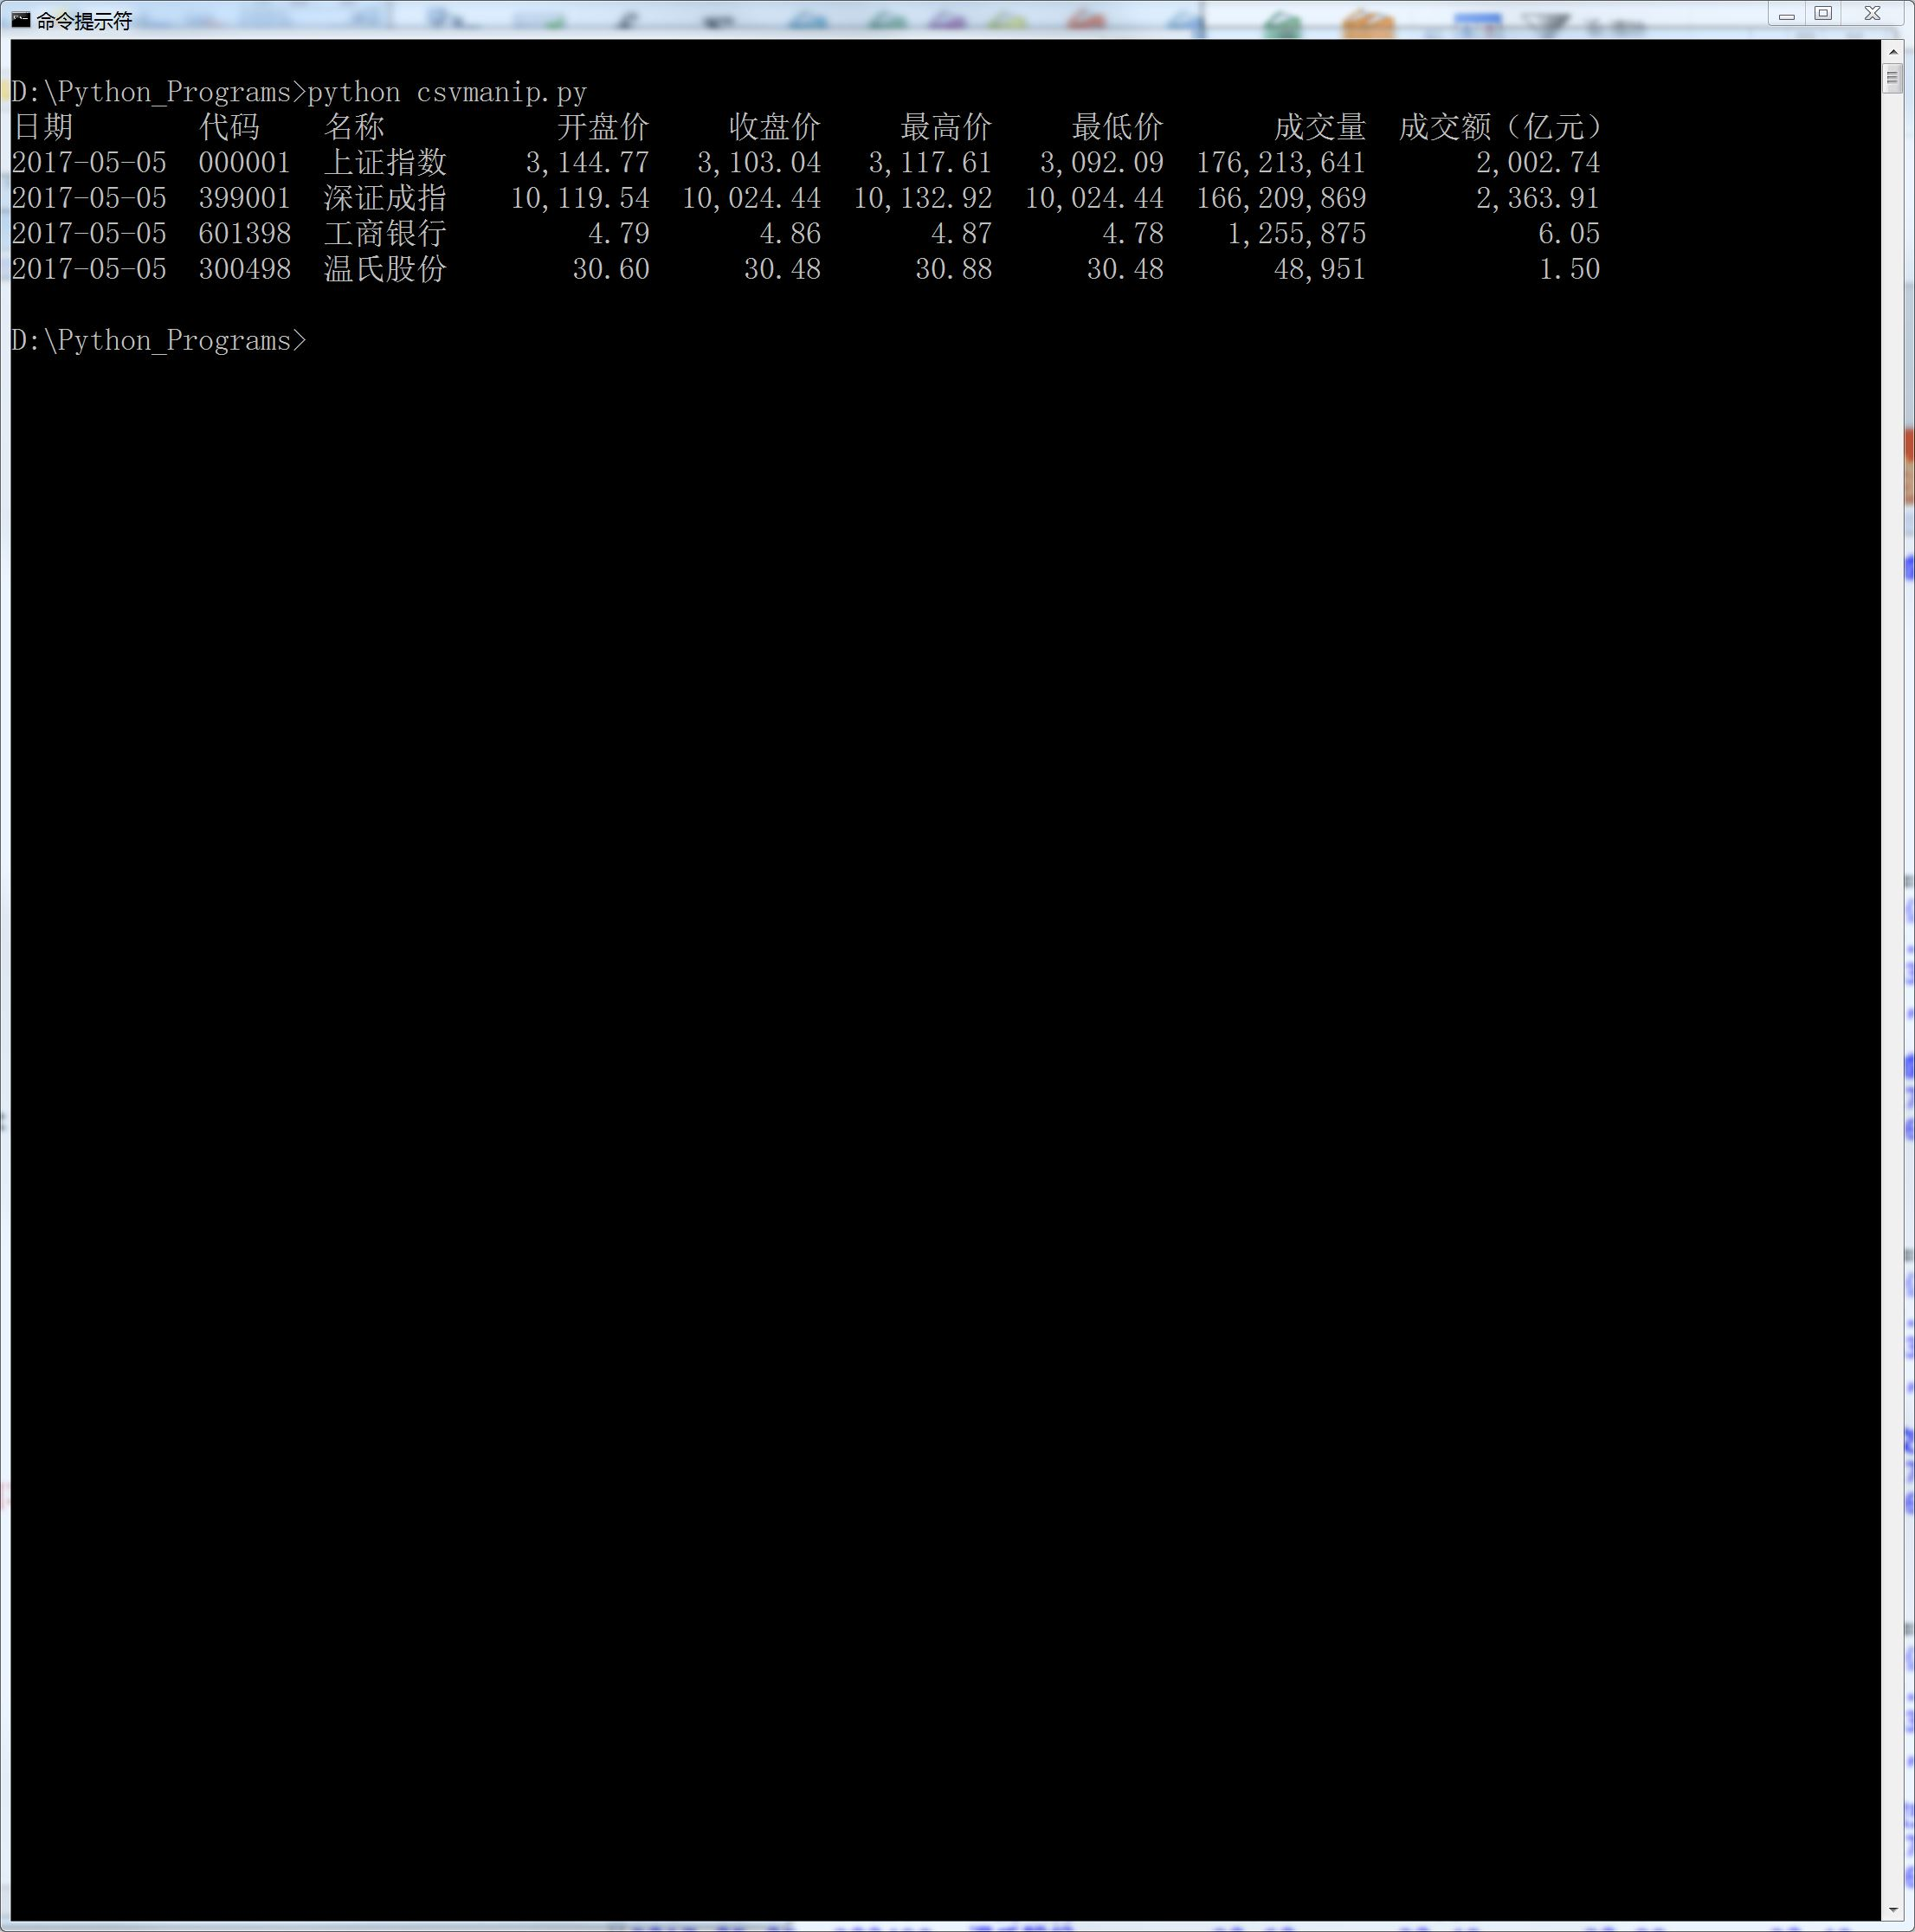 命令提示符
D:\Python_Programs>python csvmanip.py
日期 代码 名称 开盘价 收盘价 最高价 最低价 成交量 成交额（亿元）
2017-05-05 000001 上证指数 3,144.77 3,103.04 3,117.61 3,092.09 176,213,641 2,002.74
2017-05-05 399001 深证成指 10,119.54 10,024.44 10,132.92 10,024.44 166,209,869 2,363.91
2017-05-05 601398 工商银行 4.79 4.86 4.87 4.78 1,255,875 6.05
2017-05-05 300498 温氏股份 30.60 30.48 30.88 30.48 48,951 1.50
D:\Python_Programs>